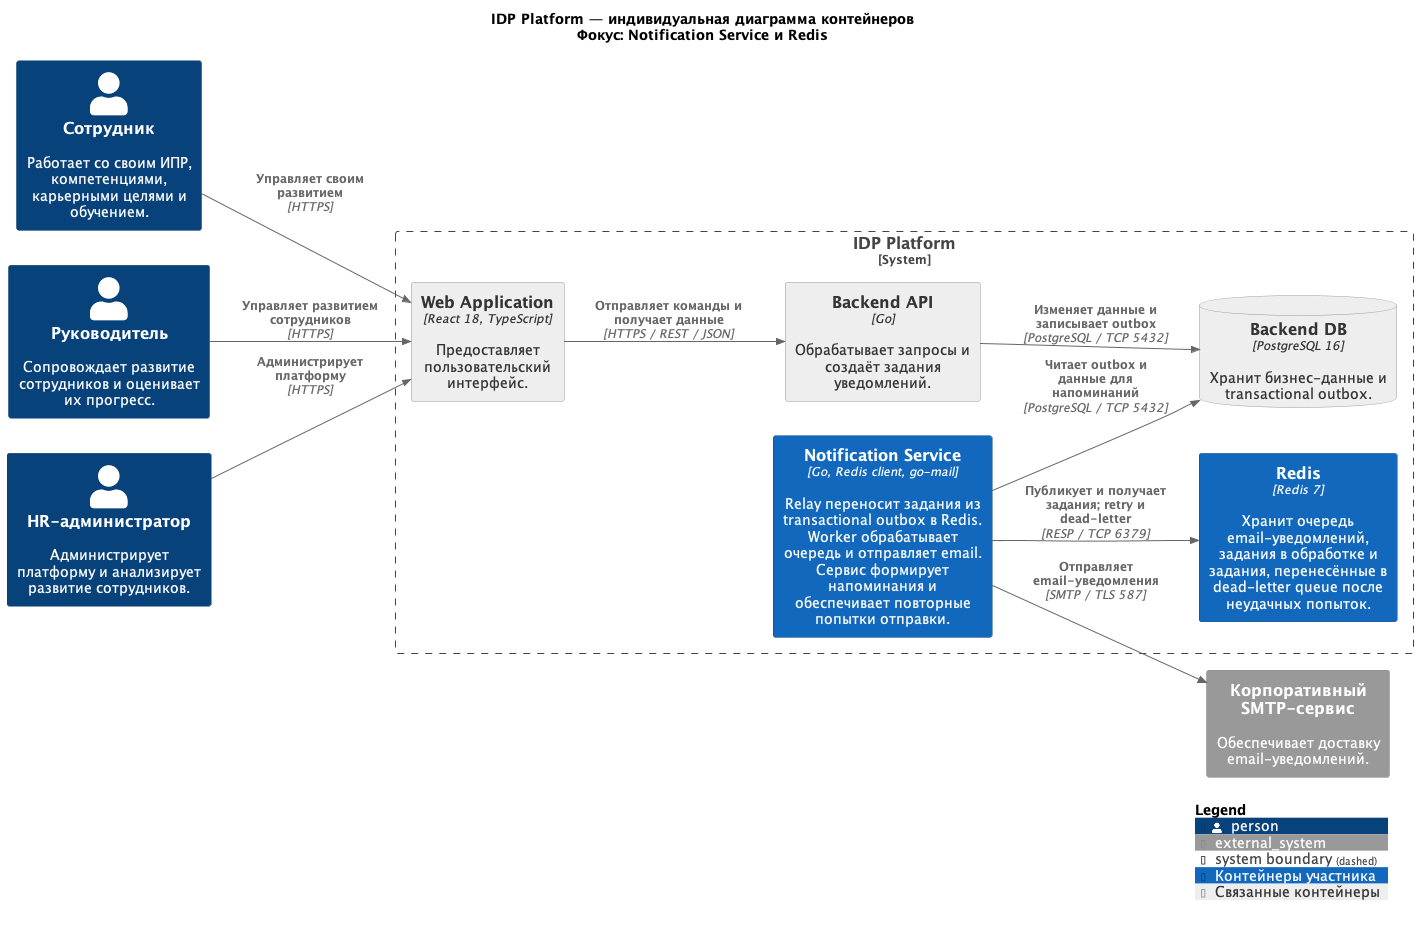 IDP Platform — индивидуальная диаграмма контейнеров
Фокус: Notification Service и Redis
Сотрудник
Работает со своим ИПР,
компетенциями,
карьерными целями и
обучением.
Управляет своим
развитием
[HTTPS]
Руководитель
Сопровождает развитие
сотрудников и оценивает
их прогресс.
Управляет развитием
сотрудников
[HTTPS]
HR-администратор
Администрирует
платформу и анализирует
развитие сотрудников.
Администрирует
платформу
[HTTPS]
IDP Platform
[System]
Web Application
[React 18, TypeScript]
Предоставляет
пользовательский
интерфейс.
Отправляет команды и
получает данные
[HTTPS / REST / JSON]
Backend API
[Go]
Обрабатывает запросы и
создаёт задания
уведомлений.
Изменяет данные и
записывает outbox
[PostgreSQL / TCP 5432]
Backend DB
[PostgreSQL 16]
Хранит бизнес-данные и
transactional outbox.
Читает outbox и
данные для
напоминаний
[PostgreSQL / TCP 5432]
Notification Service
[Go, Redis client, go-mail]
Relay переносит задания из
transactional outbox в Redis.
Worker обрабатывает
очередь и отправляет email.
Сервис формирует
напоминания и
обеспечивает повторные
попытки отправки.
Публикует и получает
задания; retry и
dead-letter
[RESP / TCP 6379]
Redis
[Redis 7]
Хранит очередь
email-уведомлений,
задания в обработке и
задания, перенесённые в
dead-letter queue после
неудачных попыток.
Отправляет
email-уведомления
[SMTP / TLS 587]
Корпоративный
SMTP-сервис
Обеспечивает доставку
email-уведомлений.
Legend
person
external_system
system boundary (dashed)
Контейнеры участника
Связанные контейнеры